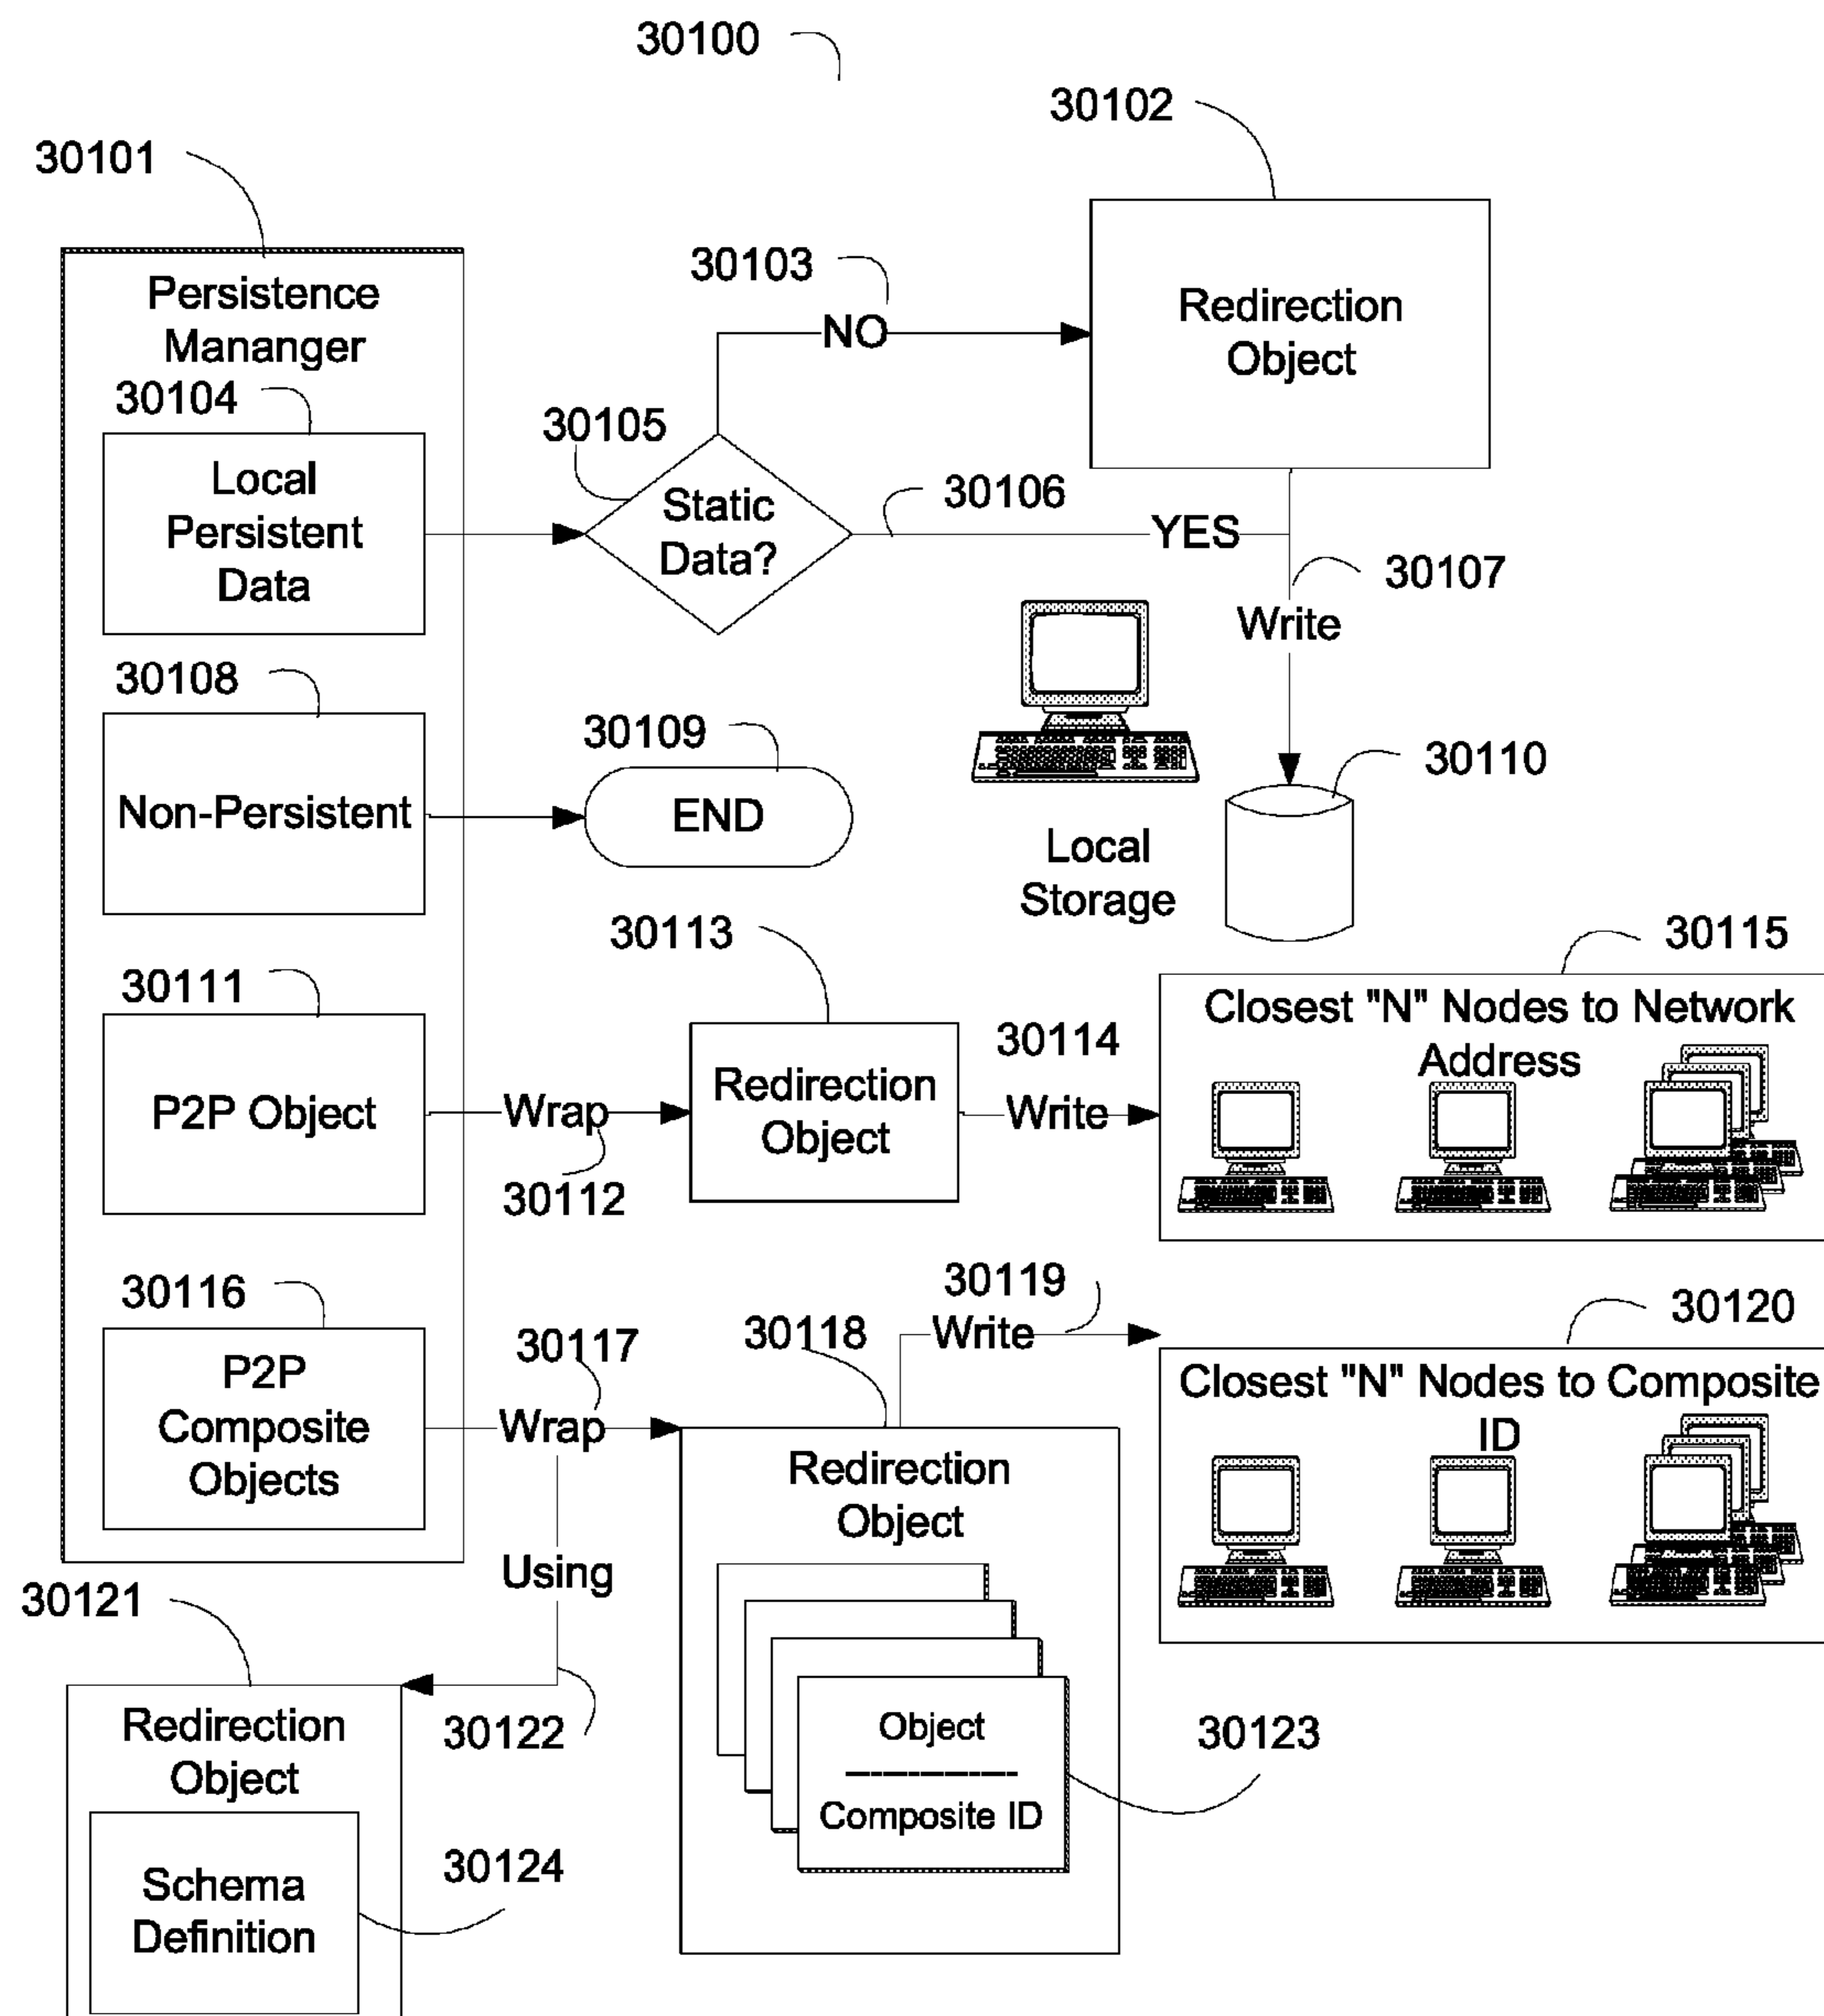 30100
30102
30101
30103
Persistence
Mananger
Redirection
Object
NO
30104
30105
Local
Persistent
Data
Static
Data?
30106
YES
30107
Write
30108
30109
30110
Non-Persistent
END
Local
Storage
30113
30115
30111
Closest "N" Nodes to Network
Address
30114
P2P Object
Wrap
Redirection
Object
Write
30112
30116
30119
30120
30117
30118
Write
P2P
Composite
Objects
Wrap
Closest "N" Nodes to Composite
ID
Redirection
Object
Using
30121
30122
30123
Redirection
Object
Object
Composite ID
30124
Schema
Definition